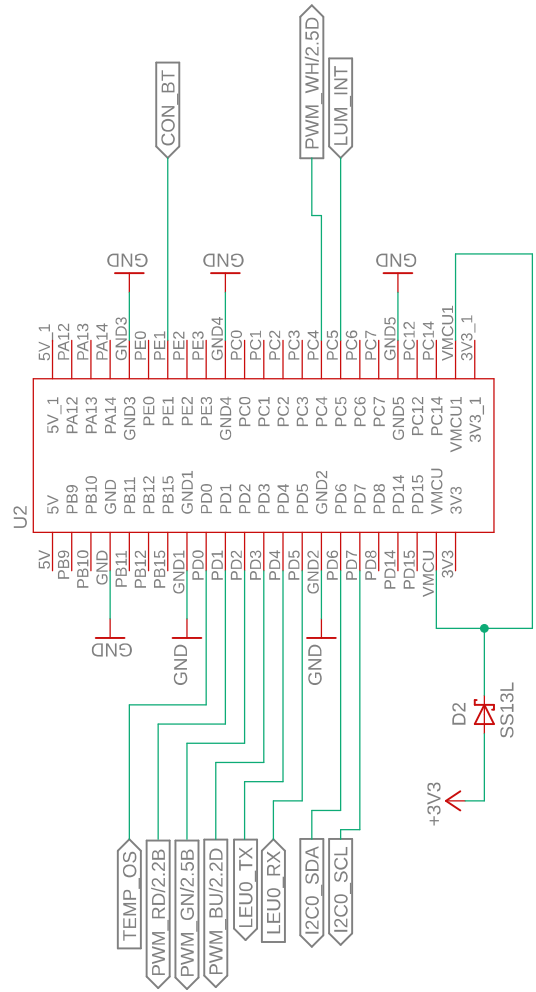 CON_BT
PWM_WH/2.5D
LUM_INT
GND
GND
GND
5V_1
PA12
PA13
PA14
GND3
PE0
PE1
PE2
PE3
GND4
PC0
PC1
PC2
PC3
PC4
PC5
PC6
PC7
GND5
PC12
PC14
VMCU1
3V3_1
5V_1
PA12
PA13
PA14
GND3
PE0
PE1
PE2
PE3
GND4
PC0
PC1
PC2
PC3
PC4
PC5
PC6
PC7
GND5
PC12
PC14
VMCU1
3V3_1
U2
5V
PB9
PB10
GND
PB11
PB12
PB15
GND1
PD0
PD1
PD2
PD3
PD4
PD5
GND2
PD6
PD7
PD8
PD14
PD15
VMCU
3V3
5V
PB9
PB10
GND
PB11
PB12
PB15
GND1
PD0
PD1
PD2
PD3
PD4
PD5
GND2
PD6
PD7
PD8
PD14
PD15
VMCU
3V3
GND
GND
GND
D2
SS13L
+3V3
TEMP_OS
PWM_RD/2.2B
PWM_GN/2.5B
PWM_BU/2.2D
LEU0_TX
LEU0_RX
I2C0_SDA
I2C0_SCL